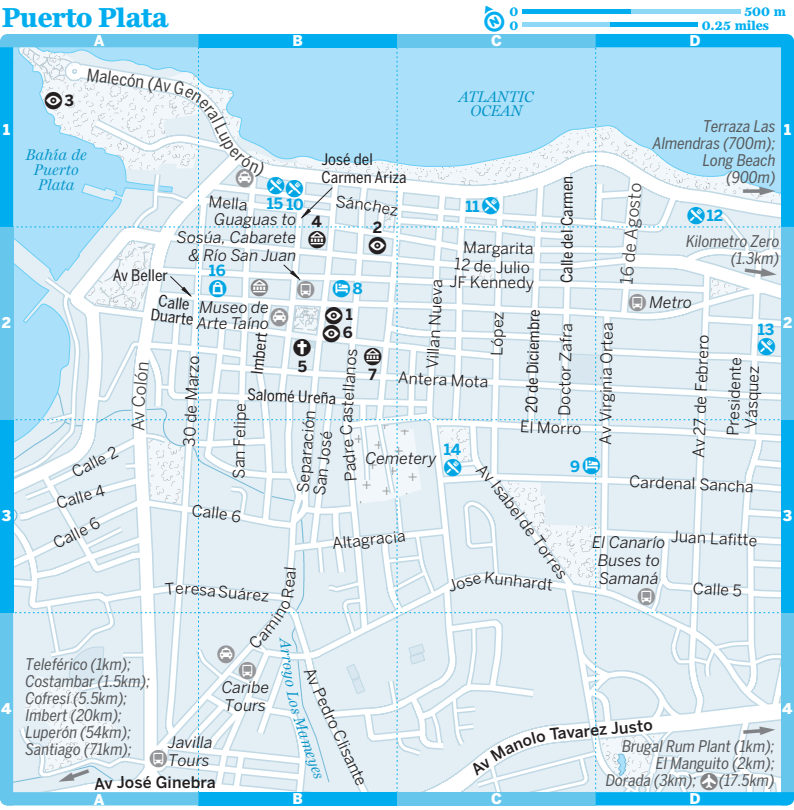 Puerto Plata
0 500 m
0 0.25 miles
A B C D
1
2
3
4
1
2
3
4
A B C D
Malecón (Av General Luperón)
3
ATLANTIC
OCEAN
Bahía de
Puerto
Plata
Terraza Las
Almendras (700m);
Long Beach
(900m)
José del
Carmen Ariza
15 10
Mella
Sánchez
11
12
Guaguas to
Sosúa, Cabarete
& Río San Juan
4
2
Margarita
12 de Julio
JF Kennedy
Calle del Carmen
16 de Agosto
Kilometro Zero
(1.3km)
Av Beller
16
8
Calle
Duarte
Museo de
Arte Taíno
1
6
5
7
Metro
13
Villan Nueva
López
20 de Diciembre
Doctor Zafra
Av Virginia Ortea
Av 27 de Febrero
Presidente
Vásquez
Av Colón
30 de Marzo
Imbert
Salomé Ureña
Antera Mota
San Felipe
Separación
San José
Padre Castellanos
El Morro
Cemetery
14
9
Calle 2
Calle 4
Calle 6
Calle 6
Av Isabel de Torres
Cardenal Sancha
Altagracia
El Canario
Buses to
Samaná
Juan Lafitte
Teresa Suárez
Jose Kunhardt
Calle 5
Camino Real
Arroyo Los Mameyes
Av Pedro Clisante
Teleférico (1km);
Costambar (1.5km);
Cofresí (5.5km);
Imbert (20km);
Luperón (54km);
Santiago (71km);
Caribe
Tours
Javilla
Tours
Av José Ginebra
Av Manolo Tavarez Justo
Brugal Rum Plant (1km);
El Manguito (2km);
Dorada (3km); (17.5km)